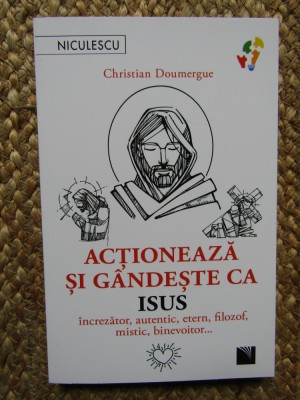 NICULESCU
Christian Doumergue
ACȚIONEAZĂ
ȘI GÂNDEȘTE CA
ISUS
încrezător, autentic, etern, filozof,
mistic, binevoitor...